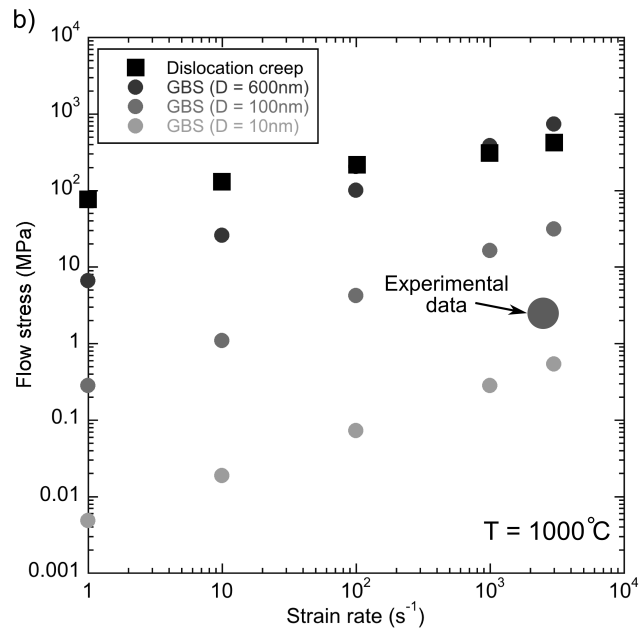 b)
Dislocation creep
GBS (D = 600nm)
GBS (D = 100nm)
GBS (D = 10nm)
Flow stress (MPa)
10⁴
10³
10²
10
1
0.1
0.01
0.001
Experimental
data
T = 1000°C
1
10
10²
10³
10⁴
Strain rate (s⁻¹)